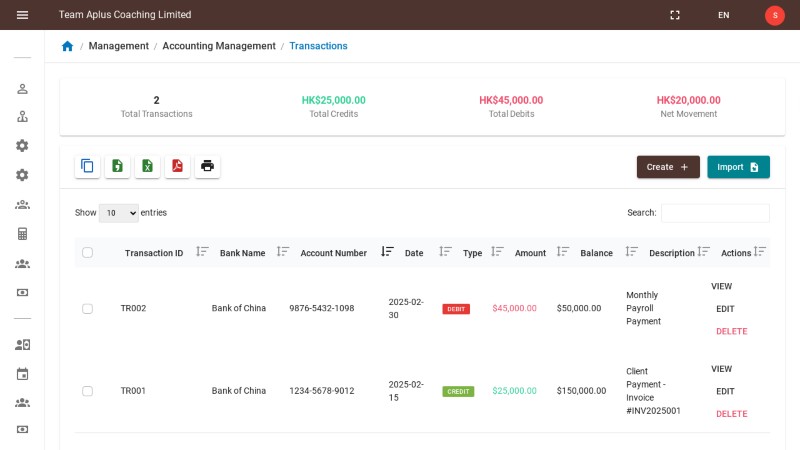 Team Aplus Coaching Limited
EN
S
Management / Accounting Management / Transactions
2
Total Transactions
HK$25,000.00
Total Credits
HK$45,000.00
Total Debits
HK$20,000.00
Net Movement
Create +
Import
Show 10 entries
Search:
Transaction ID Bank Name Account Number Date Type Amount Balance Description Actions
TR002 Bank of China 9876-5432-1098 2025-02-30 DEBIT $45,000.00 $50,000.00
Monthly
Payroll
Payment
VIEW
EDIT
DELETE
TR001 Bank of China 1234-5678-9012 2025-02-15 CREDIT $25,000.00 $150,000.00
Client
Payment -
Invoice
#INV2025001
VIEW
EDIT
DELETE